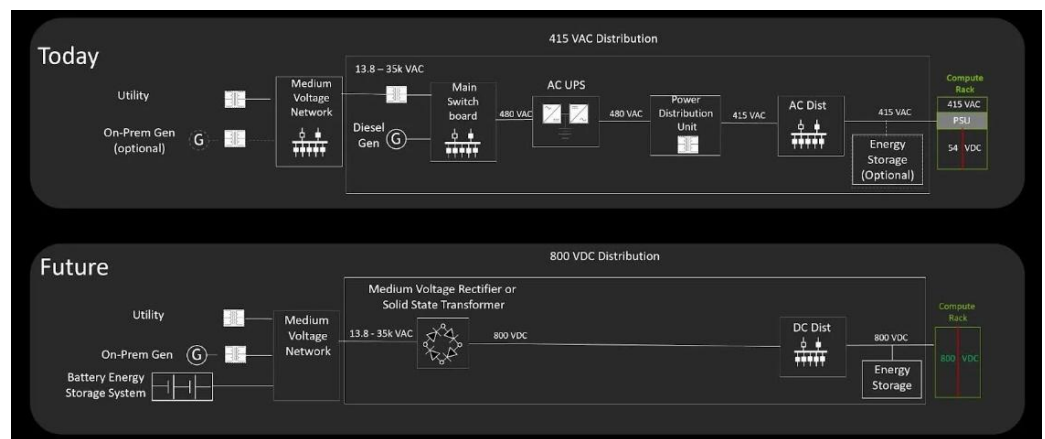 415 VAC Distribution
Today
13.8 – 35k VAC
Utility
On-Prem Gen
(optional)
G
Medium
Voltage
Network
Diesel
Gen
G
Main
Switch
board
480 VAC
AC UPS
480 VAC
Power
Distribution
Unit
415 VAC
AC Dist
415 VAC
Energy
Storage
(Optional)
Compute
Rack
415 VAC
PSU
54 VDC
800 VDC Distribution
Future
Utility
On-Prem Gen
G
Battery Energy
Storage System
Medium
Voltage
Network
13.8 - 35k VAC
Medium Voltage Rectifier or
Solid State Transformer
800 VDC
DC Dist
800 VDC
Energy
Storage
Compute
Rack
800 VDC